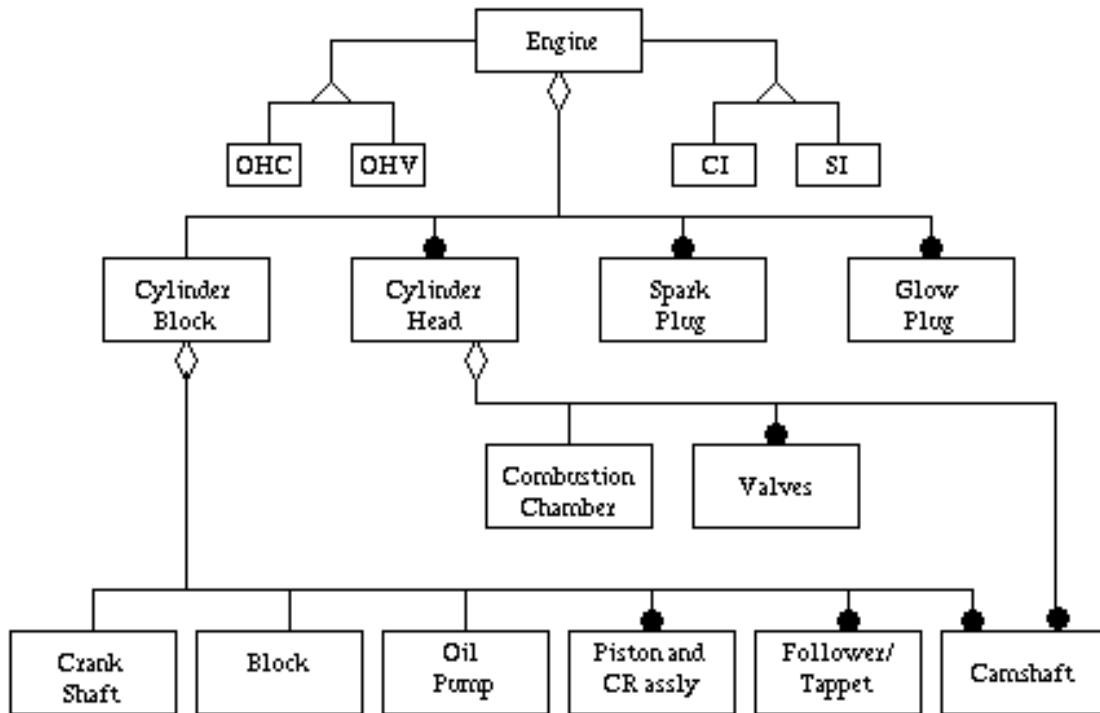 Engine
OHC
OHV
CI
SI
Cylinder
Block
Cylinder
Head
Spark
Plug
Glow
Plug
Combustion
Chamber
Valves
Crank
Shaft
Block
Oil
Pump
Piston and
CR assly
Follower/
Tappet
Camshaft